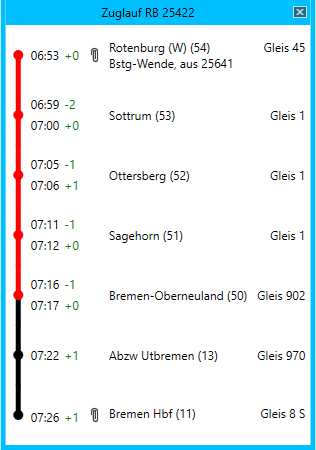 Zuglauf RB 25422
06:53 +0 Rotenburg (W) (54) Gleis 45
Bstg-Wende, aus 25641
06:59 -2
Sottrum (53) Gleis 1
07:00 +0
07:05 -1
Ottersberg (52) Gleis 1
07:06 +1
07:11 -1
Sagehorn (51) Gleis 1
07:12 +0
07:16 -1
Bremen-Oberneuland (50) Gleis 902
07:17 +0
07:22 +1 Abzw Utbremen (13) Gleis 970
07:26 +1 Bremen Hbf (11) Gleis 8 S